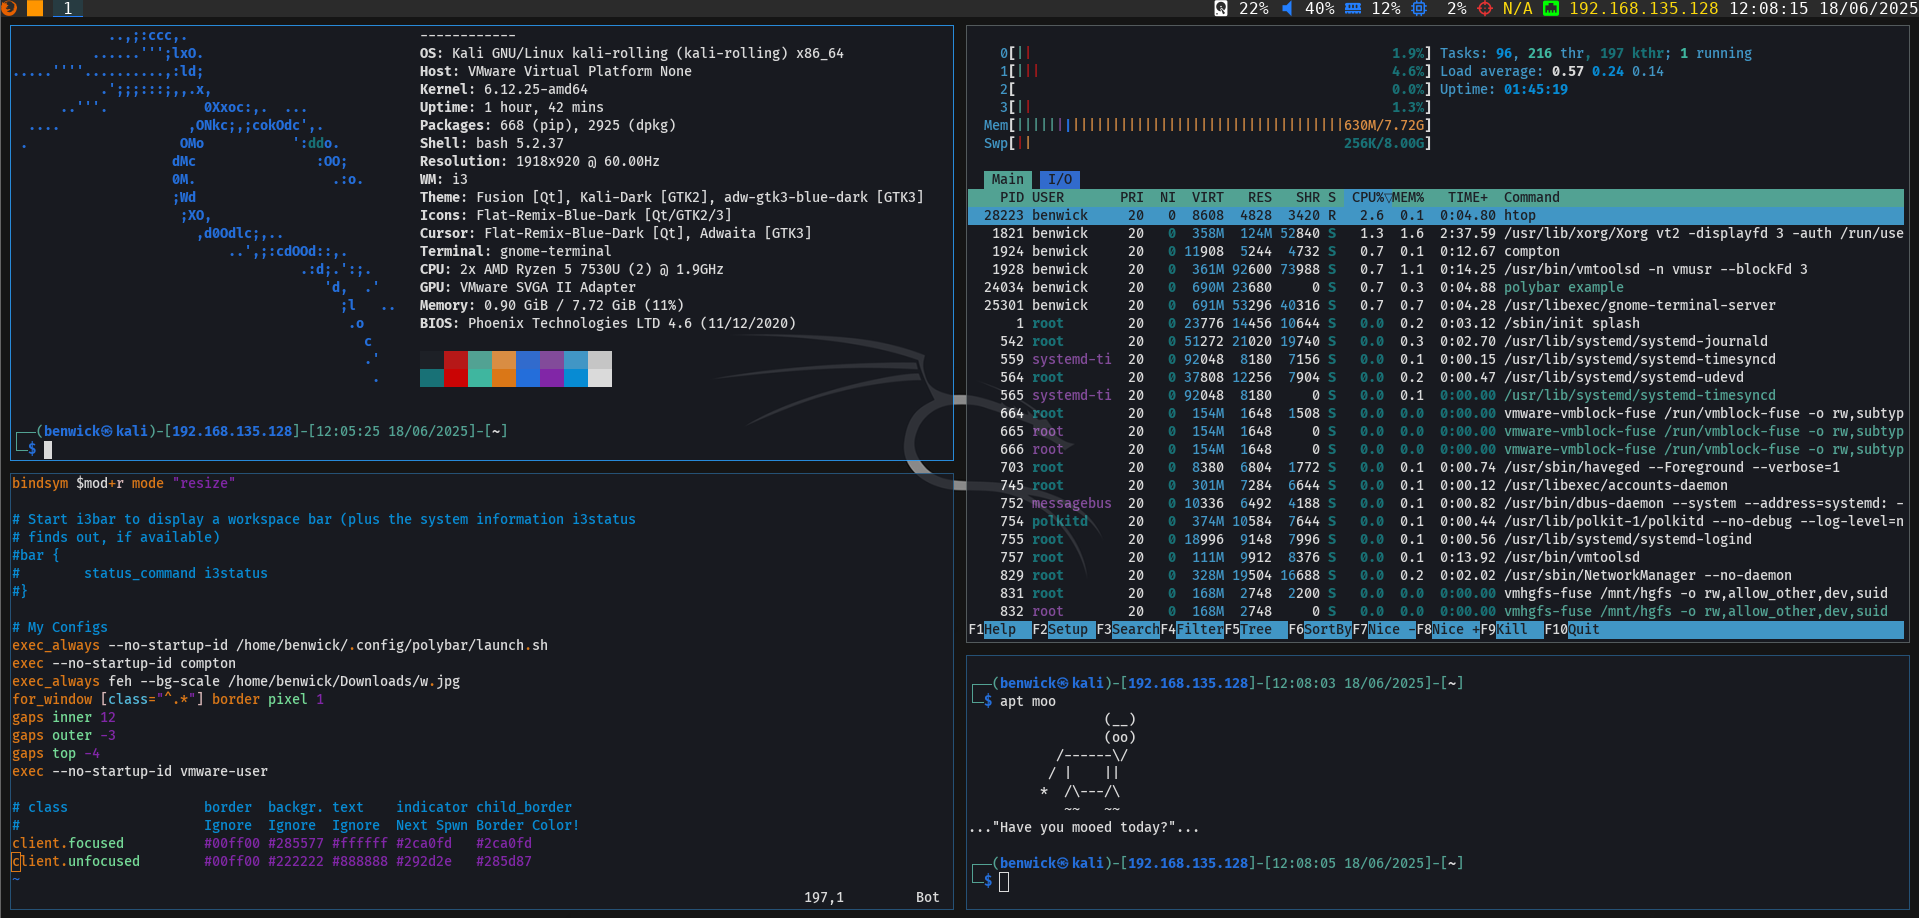 1 22% 40% 12% 2% N/A 192.168.135.128 12:08:15 18/06/2025
..,;:ccc,. ------------
......''';lxO. OS: Kali GNU/Linux kali-rolling (kali-rolling) x86_64
.....''''..........,:ld; Host: VMware Virtual Platform None
.';;;:::;,,.x, Kernel: 6.12.25-amd64
..'''. 0Xxoc:,. ... Uptime: 1 hour, 42 mins
.... ,ONkc;,;cokOdc',. Packages: 668 (pip), 2925 (dpkg)
. OMo ':ddo. Shell: bash 5.2.37
dMc :OO; Resolution: 1918x920 @ 60.00Hz
0M. .:o. WM: i3
;Wd Theme: Fusion [Qt], Kali-Dark [GTK2], adw-gtk3-blue-dark [GTK3]
;XO, Icons: Flat-Remix-Blue-Dark [Qt/GTK2/3]
,d0Odlc;,.. Cursor: Flat-Remix-Blue-Dark [Qt], Adwaita [GTK3]
..',;:cdOOd::,. Terminal: gnome-terminal
.:d;.':;. CPU: 2x AMD Ryzen 5 7530U (2) @ 1.9GHz
'd, .' GPU: VMware SVGA II Adapter
;l .. Memory: 0.90 GiB / 7.72 GiB (11%)
.o BIOS: Phoenix Technologies LTD 4.6 (11/12/2020)
c
.'
.
┌──(benwick㉿kali)-[192.168.135.128]-[12:05:25 18/06/2025]-[~]
└─$
bindsym $mod+r mode "resize"
# Start i3bar to display a workspace bar (plus the system information i3status
# finds out, if available)
#bar {
#        status_command i3status
#}
# My Configs
exec_always --no-startup-id /home/benwick/.config/polybar/launch.sh
exec --no-startup-id compton
exec_always feh --bg-scale /home/benwick/Downloads/w.jpg
for_window [class="^.*"] border pixel 1
gaps inner 12
gaps outer -3
gaps top -4
exec --no-startup-id vmware-user
# class border backgr. text indicator child_border
# Ignore Ignore Ignore Next Spwn Border Color!
client.focused #00ff00 #285577 #ffffff #2ca0fd #2ca0fd
client.unfocused #00ff00 #222222 #888888 #292d2e #285d87
~
197,1 Bot
0[|| 1.9%] Tasks: 96, 216 thr, 197 kthr; 1 running
1[||| 4.6%] Load average: 0.57 0.24 0.14
2[ 0.0%] Uptime: 01:45:19
3[|| 1.3%]
Mem[|||||||||||||||||||||||||||||||||||||||||630M/7.72G]
Swp[|| 256K/8.00G]
Main I/O
PID USER PRI NI VIRT RES SHR S CPU%▽MEM% TIME+ Command
28223 benwick 20 0 8608 4828 3420 R 2.6 0.1 0:04.80 htop
1821 benwick 20 0 358M 124M 52840 S 1.3 1.6 2:37.59 /usr/lib/xorg/Xorg vt2 -displayfd 3 -auth /run/use
1924 benwick 20 0 11908 5244 4732 S 0.7 0.1 0:12.67 compton
1928 benwick 20 0 361M 92600 73988 S 0.7 1.1 0:14.25 /usr/bin/vmtoolsd -n vmusr --blockFd 3
24034 benwick 20 0 690M 23680 0 S 0.7 0.3 0:04.88 polybar example
25301 benwick 20 0 691M 53296 40316 S 0.7 0.7 0:04.28 /usr/libexec/gnome-terminal-server
1 root 20 0 23776 14456 10644 S 0.0 0.2 0:03.12 /sbin/init splash
542 root 20 0 51272 21020 19740 S 0.0 0.3 0:02.70 /usr/lib/systemd/systemd-journald
559 systemd-ti 20 0 92048 8180 7156 S 0.0 0.1 0:00.15 /usr/lib/systemd/systemd-timesyncd
564 root 20 0 37808 12256 7904 S 0.0 0.2 0:00.47 /usr/lib/systemd/systemd-udevd
565 systemd-ti 20 0 92048 8180 0 S 0.0 0.1 0:00.00 /usr/lib/systemd/systemd-timesyncd
664 root 20 0 154M 1648 1508 S 0.0 0.0 0:00.00 vmware-vmblock-fuse /run/vmblock-fuse -o rw,subtyp
665 root 20 0 154M 1648 0 S 0.0 0.0 0:00.00 vmware-vmblock-fuse /run/vmblock-fuse -o rw,subtyp
666 root 20 0 154M 1648 0 S 0.0 0.0 0:00.00 vmware-vmblock-fuse /run/vmblock-fuse -o rw,subtyp
703 root 20 0 8380 6804 1772 S 0.0 0.1 0:00.74 /usr/sbin/haveged --Foreground --verbose=1
745 root 20 0 301M 7284 6644 S 0.0 0.1 0:00.12 /usr/libexec/accounts-daemon
752 messagebus 20 0 10336 6492 4188 S 0.0 0.1 0:00.82 /usr/bin/dbus-daemon --system --address=systemd: -
754 polkitd 20 0 374M 10584 7644 S 0.0 0.1 0:00.44 /usr/lib/polkit-1/polkitd --no-debug --log-level=n
755 root 20 0 18996 9148 7996 S 0.0 0.1 0:00.56 /usr/lib/systemd/systemd-logind
757 root 20 0 111M 9912 8376 S 0.0 0.1 0:13.92 /usr/bin/vmtoolsd
829 root 20 0 328M 19504 16688 S 0.0 0.2 0:02.02 /usr/sbin/NetworkManager --no-daemon
831 root 20 0 168M 2748 2200 S 0.0 0.0 0:00.00 vmhgfs-fuse /mnt/hgfs -o rw,allow_other,dev,suid
832 root 20 0 168M 2748 0 S 0.0 0.0 0:00.00 vmhgfs-fuse /mnt/hgfs -o rw,allow_other,dev,suid
F1Help F2Setup F3SearchF4FilterF5Tree F6SortByF7Nice -F8Nice +F9Kill F10Quit
┌──(benwick㉿kali)-[192.168.135.128]-[12:08:03 18/06/2025]-[~]
└─$ apt moo
(__)
(oo)
/------\/
/ |    ||
*  /\---/\
~~   ~~
..."Have you mooed today?"...
┌──(benwick㉿kali)-[192.168.135.128]-[12:08:05 18/06/2025]-[~]
└─$